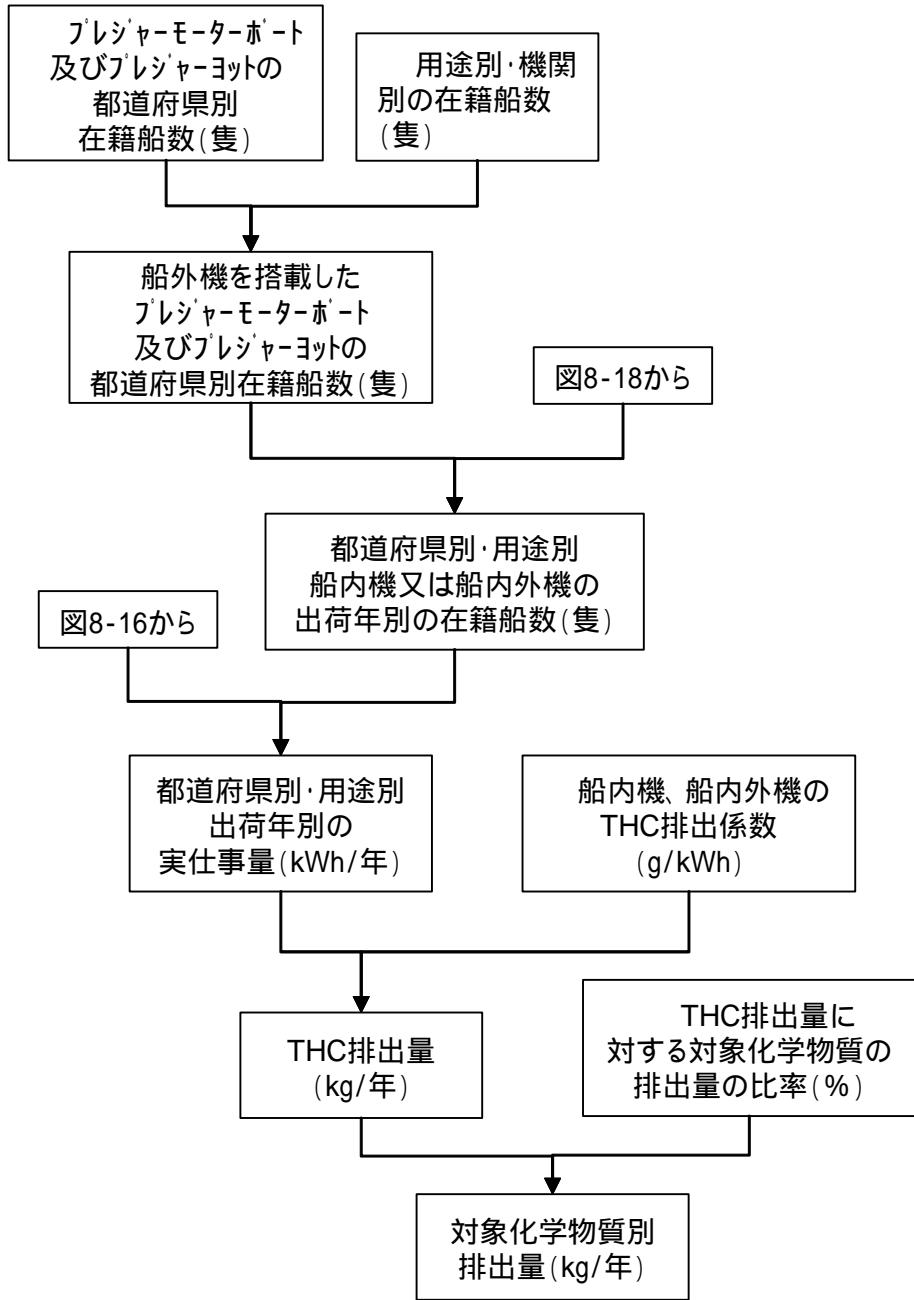 プレジャーモーターボート
及びプレジャーヨットの
都道府県別
在籍船数(隻)
用途別・機関
別の在籍船数
(隻)
船外機を搭載した
プレジャーモーターボート
及びプレジャーヨットの
都道府県別在籍船数(隻)
図8-18から
都道府県別・用途別
船内機又は船内外機の
出荷年別の在籍船数(隻)
図8-16から
都道府県別・用途別
出荷年別の
実仕事量(kWh/年)
船内機、船内外機の
THC排出係数
(g/kWh)
THC排出量
(kg/年)
THC排出量に
対する対象化学物質の
排出量の比率(%)
対象化学物質別
排出量(kg/年)